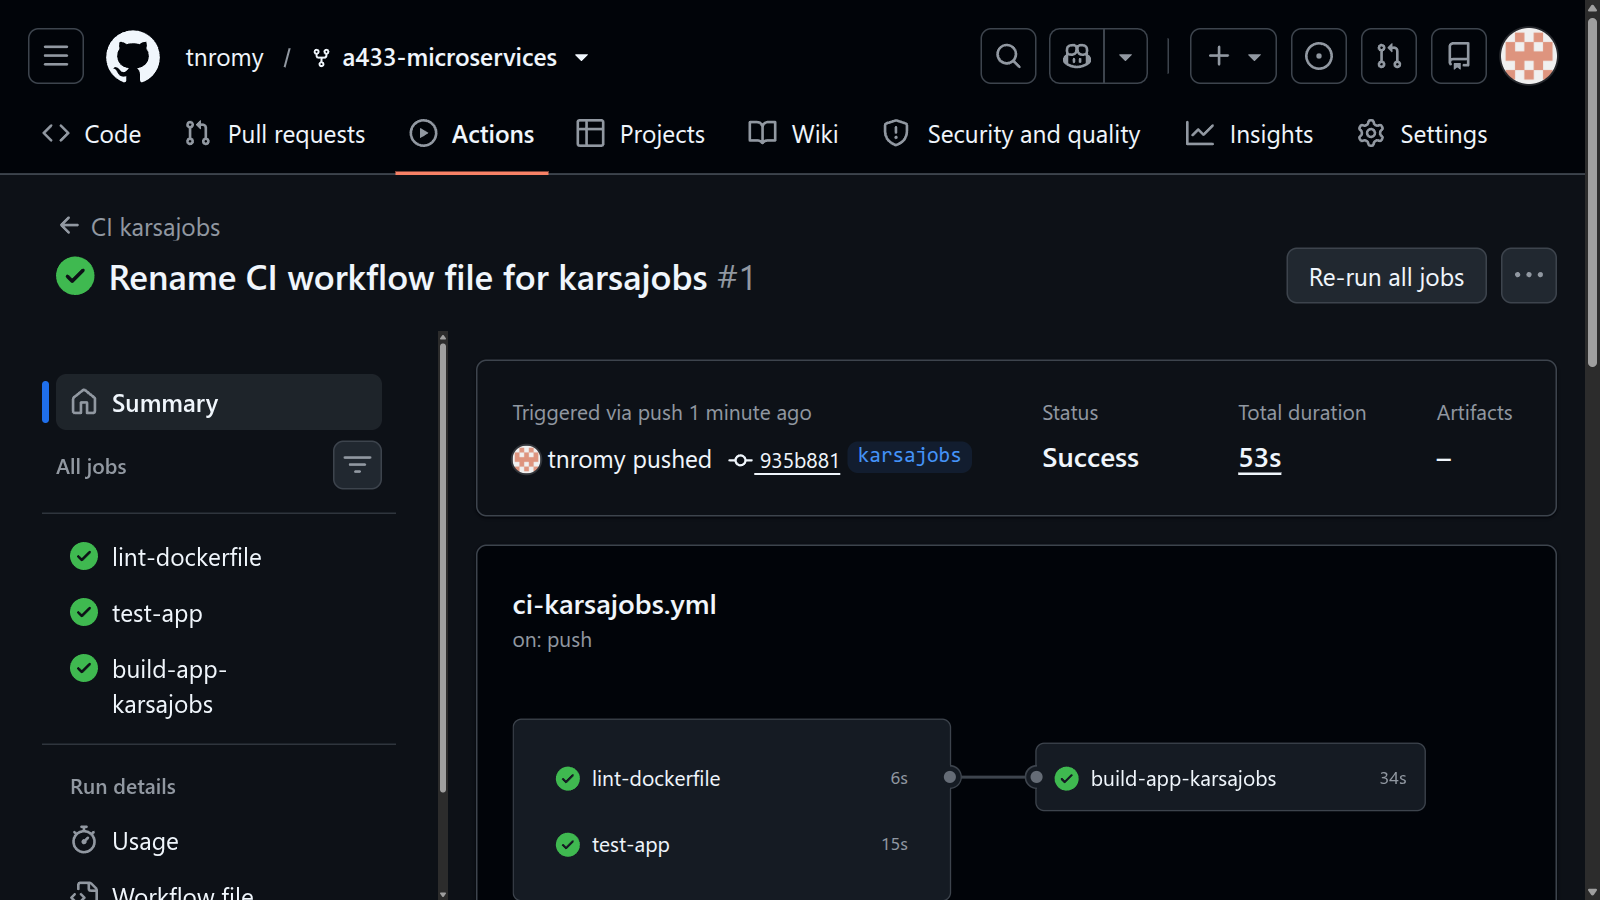 tnromy / a433-microservices
Code Pull requests Actions Projects Wiki Security and quality Insights Settings
CI karsajobs
Rename CI workflow file for karsajobs #1
Re-run all jobs
Summary
All jobs
lint-dockerfile
test-app
build-app-
karsajobs
Run details
Usage
Workflow file
Triggered via push 1 minute ago
tnromy pushed 935b881 karsajobs
Status
Success
Total duration
53s
Artifacts
–
ci-karsajobs.yml
on: push
lint-dockerfile 6s
test-app 15s
build-app-karsajobs 34s